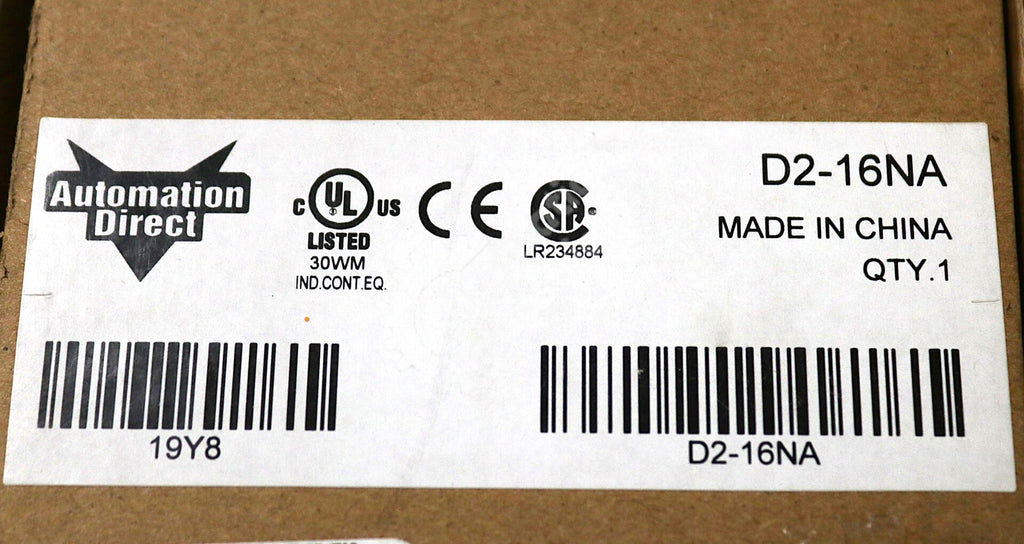 Automation
Direct
C UL US
LISTED
30WM
IND.CONT.EQ.
CE
SA
LR234884
D2-16NA
MADE IN CHINA
QTY.1
19Y8
D2-16NA